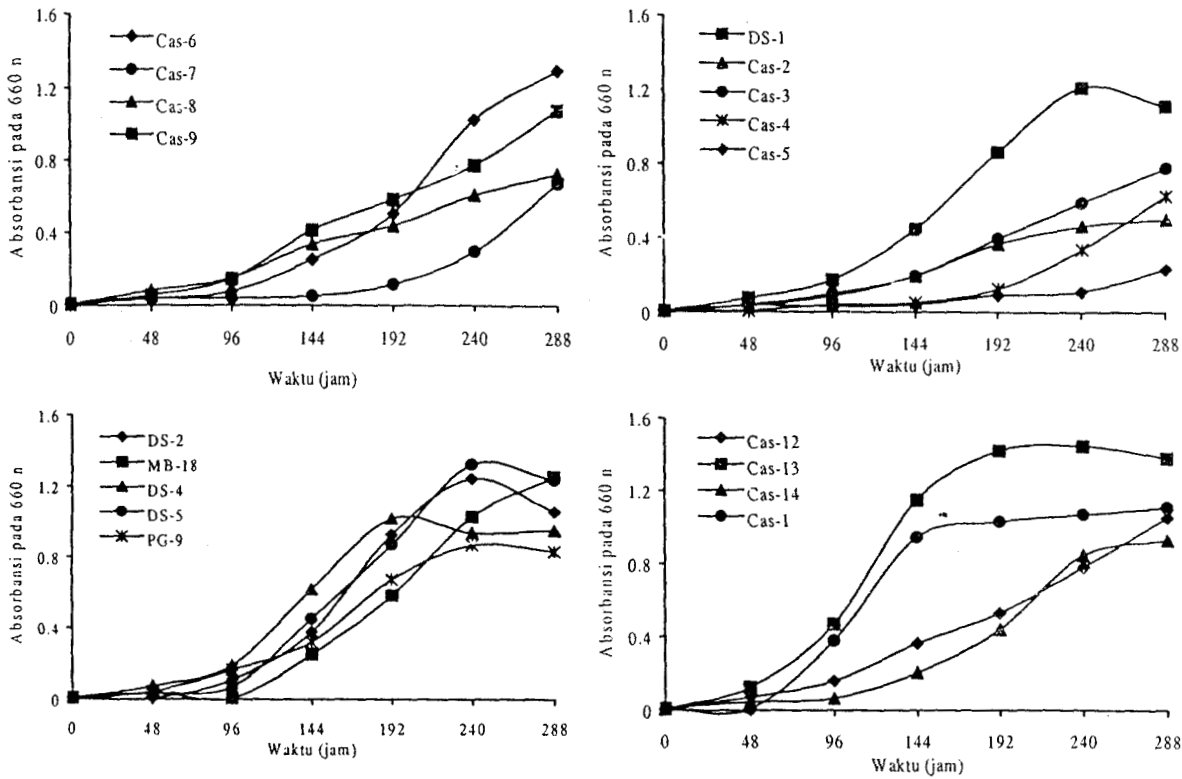 1.6
1.2
0.8
0.4
0
Absorbansi pada 660 n
Cas-6
Cas-7
Cas-8
Cas-9
0 48 96 144 192 240 288
Waktu (jam)
1.6
1.2
0.8
0.4
0
Absorbansi pada 660 n
DS-1
Cas-2
Cas-3
Cas-4
Cas-5
0 48 96 144 192 240 288
Waktu (jam)
1.6
1.2
0.8
0.4
0
Absorbansi pada 660 n
DS-2
MB-18
DS-4
DS-5
PG-9
0 48 96 144 192 240 288
Waktu (jam)
1.6
1.2
0.8
0.4
0
Absorbansi pada 660 n
Cas-12
Cas-13
Cas-14
Cas-1
0 48 96 144 192 240 288
Waktu (jam)